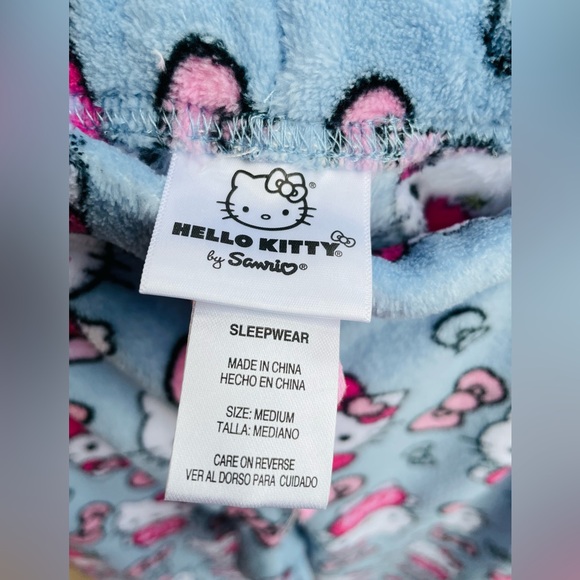 HELLO KITTY®
by Sanrio®
SLEEPWEAR
MADE IN CHINA
HECHO EN CHINA
SIZE: MEDIUM
TALLA: MEDIANO
CARE ON REVERSE
VER AL DORSO PARA CUIDADO